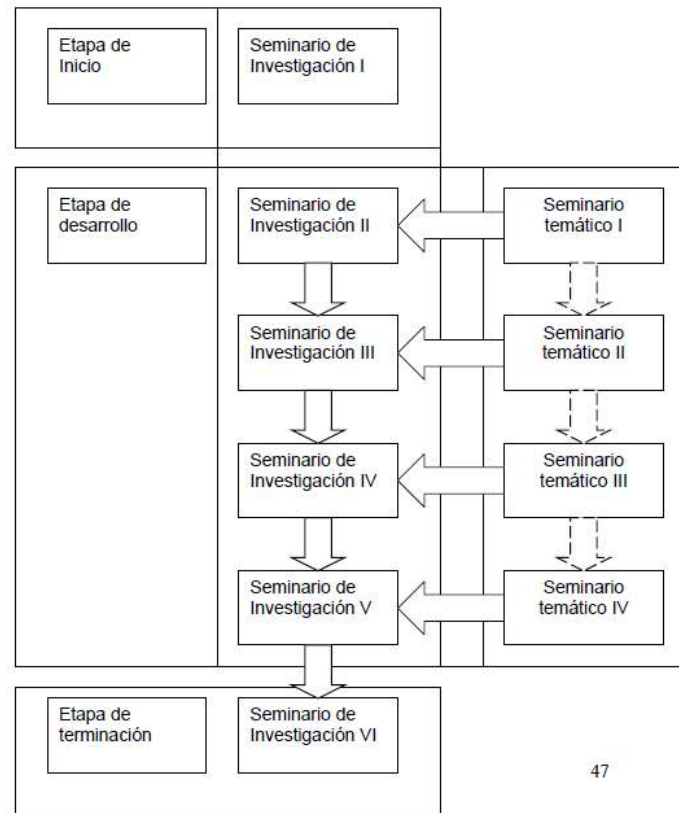 Etapa de
Inicio
Seminario de
Investigación I
Etapa de
desarrollo
Seminario de
Investigación II
Seminario
temático I
Seminario de
Investigación III
Seminario
temático II
Seminario de
Investigación IV
Seminario
temático III
Seminario de
Investigación V
Seminario
temático IV
Etapa de
terminación
Seminario de
Investigación VI
47